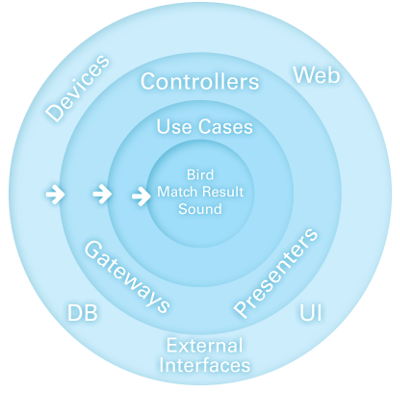 Devices
Web
Controllers
Use Cases
Bird
Match Result
Sound
Gateways
Presenters
DB
UI
External
Interfaces